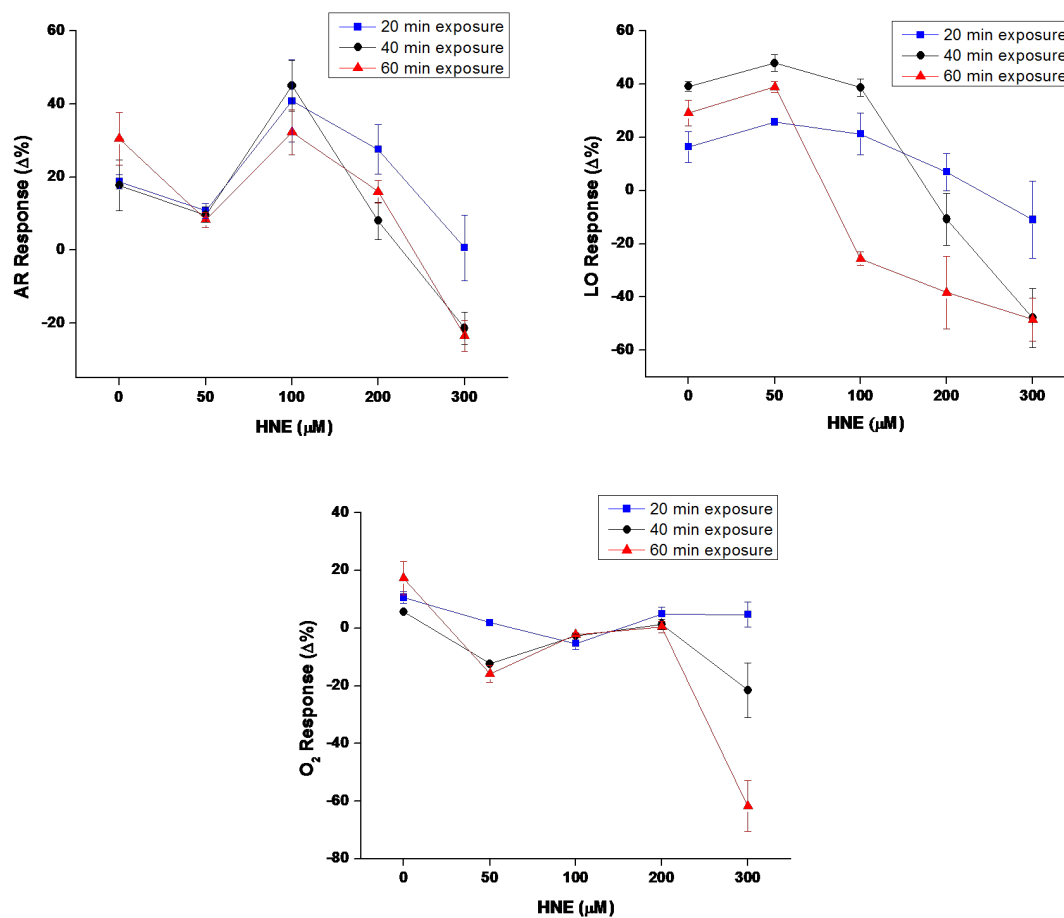 20 min exposure
40 min exposure
60 min exposure
60
40
20
0
-20
AR Response (Δ%)
0 50 100 200 300
HNE (μM)
20 min exposure
40 min exposure
60 min exposure
60
40
20
0
-20
-40
-60
LO Response (Δ%)
0 50 100 200 300
HNE (μM)
20 min exposure
40 min exposure
60 min exposure
40
20
0
-20
-40
-60
-80
O₂ Response (Δ%)
0 50 100 200 300
HNE (μM)